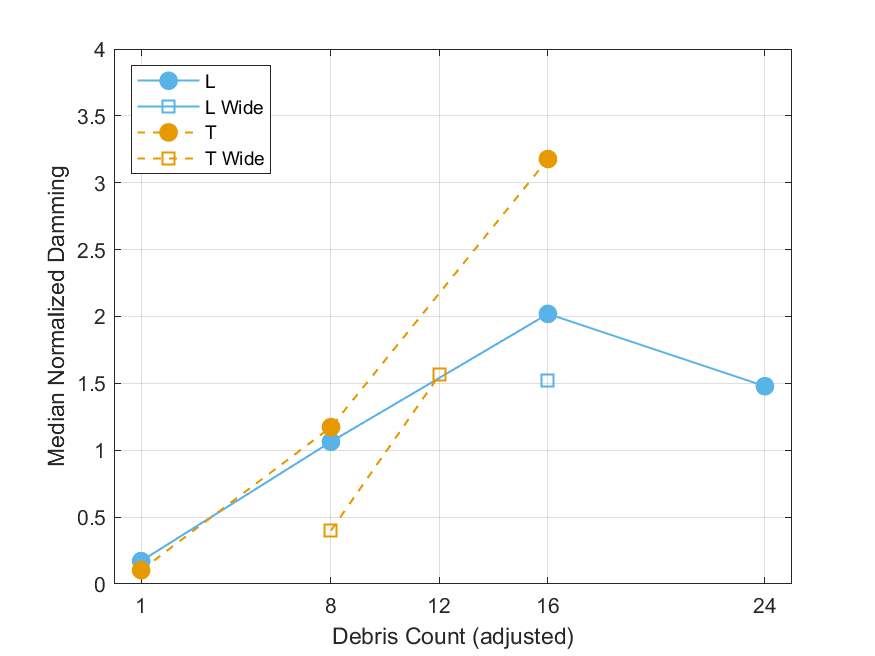 4
3.5
3
2.5
2
1.5
1
0.5
0
L
L Wide
T
T Wide
Median Normalized Damming
1 8 12 16 24
Debris Count (adjusted)